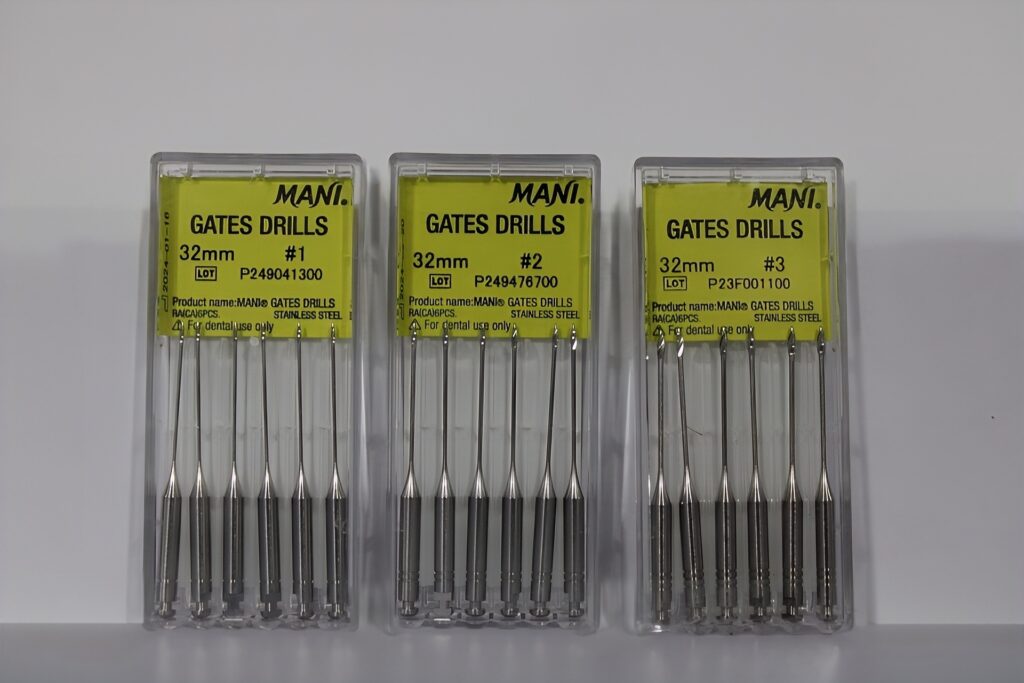 MANI®
GATES DRILLS
32mm #1
LOT P249041300
Product name:MANI® GATES DRILLS
RA(CA)6PCS. STAINLESS STEEL
⚠ For dental use only
2024-01-16
MANI®
GATES DRILLS
32mm #2
LOT P249476700
Product name:MANI® GATES DRILLS
RA(CA)6PCS. STAINLESS STEEL
⚠ For dental use only
MANI®
GATES DRILLS
32mm #3
LOT P23F001100
Product name:MANI® GATES DRILLS
RA(CA)6PCS. STAINLESS STEEL
⚠ For dental use only